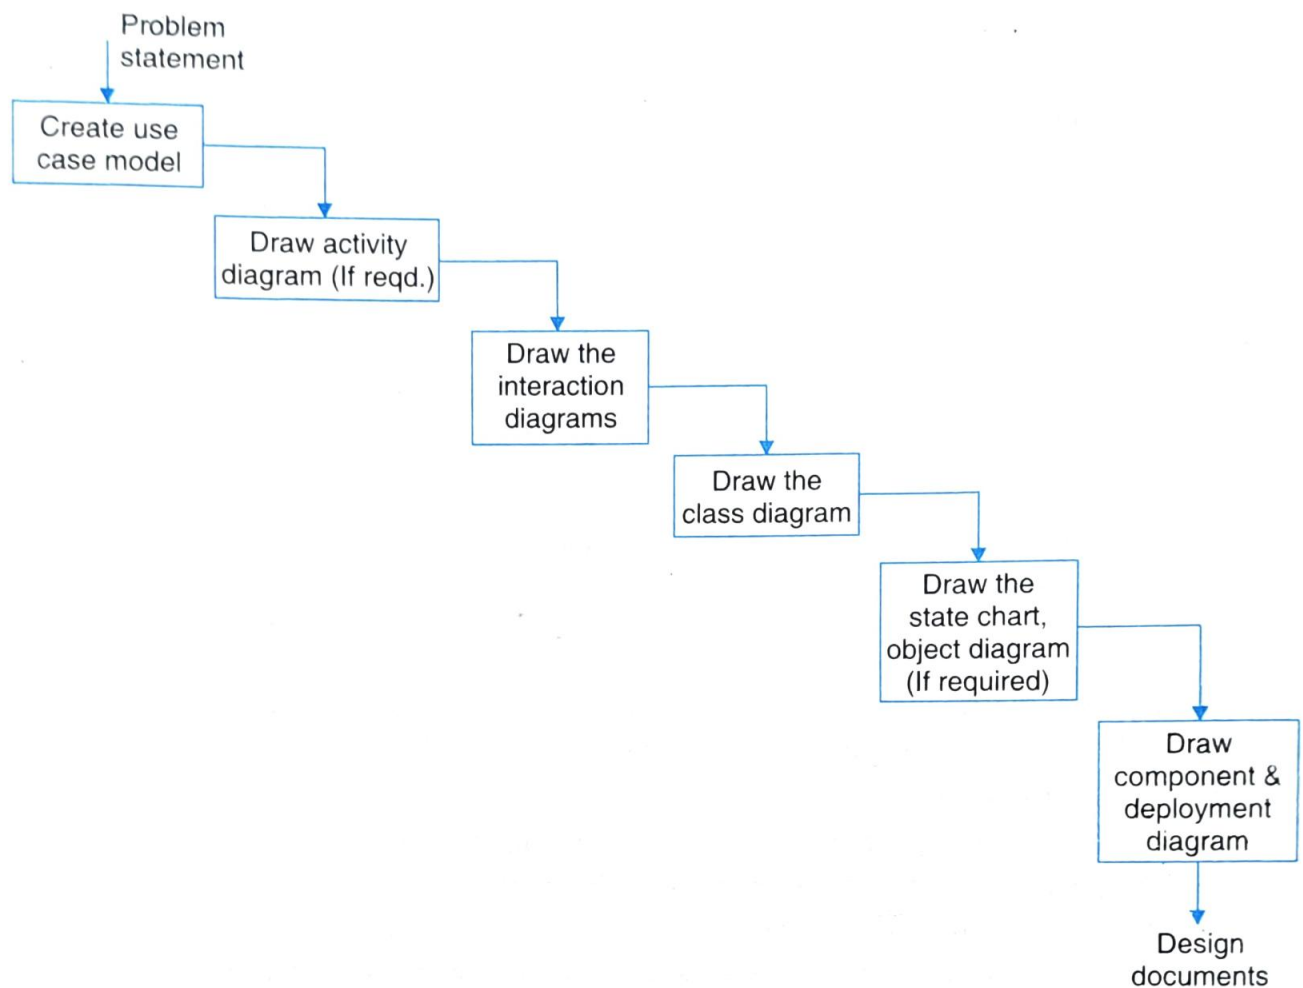 Problem
statement
Create use
case model
Draw activity
diagram (If reqd.)
Draw the
interaction
diagrams
Draw the
class diagram
Draw the
state chart,
object diagram
(If required)
Draw
component &
deployment
diagram
Design
documents